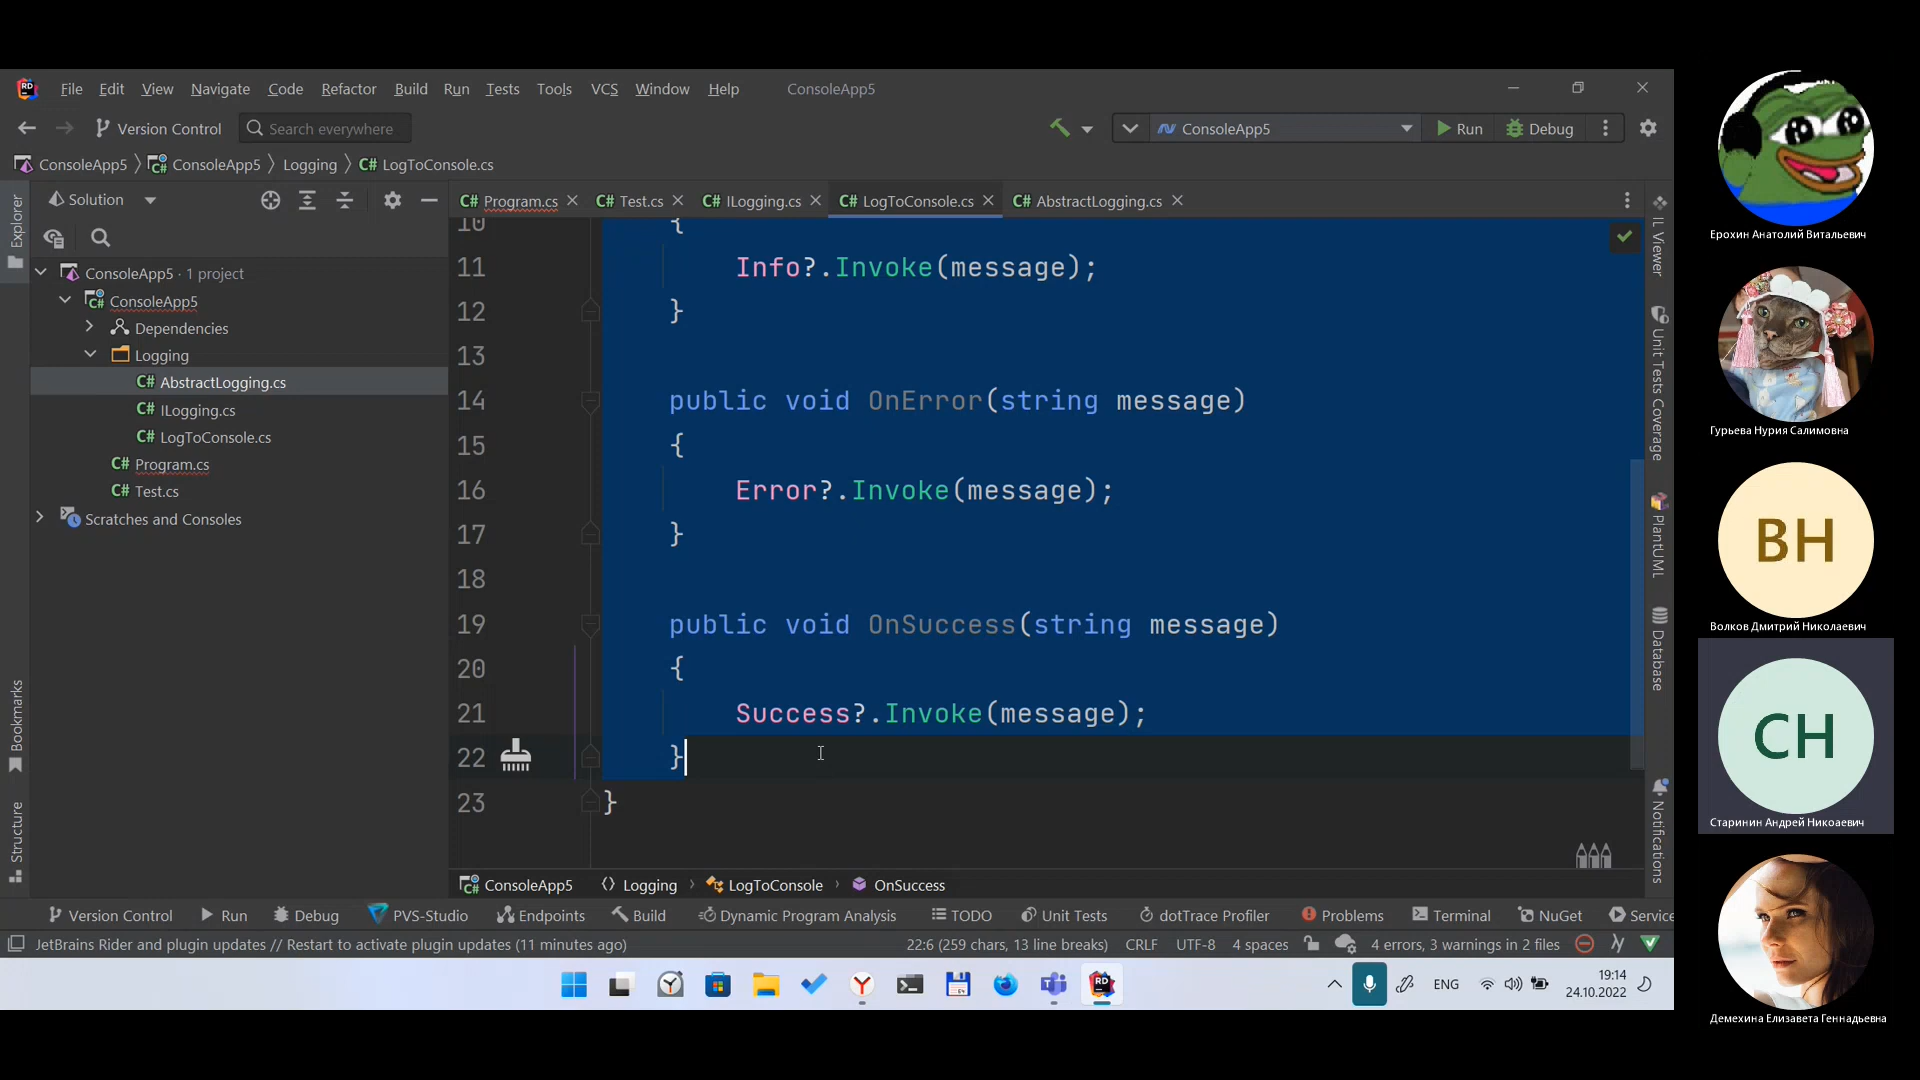 File Edit View Navigate Code Refactor Build Run Tests Tools VCS Window Help ConsoleApp5
Version Control Search everywhere ConsoleApp5 Run Debug
ConsoleApp5 ConsoleApp5 Logging C# LogToConsole.cs
Explorer
Solution
C# Program.cs C# Test.cs C# ILogging.cs C# LogToConsole.cs C# AbstractLogging.cs
ConsoleApp5 · 1 project
ConsoleApp5
Dependencies
Logging
C# AbstractLogging.cs
C# ILogging.cs
C# LogToConsole.cs
C# Program.cs
C# Test.cs
Scratches and Consoles
Bookmarks
Structure
10 {
11 Info?.Invoke(message);
12 }
13
14 public void OnError(string message)
15 {
16 Error?.Invoke(message);
17 }
18
19 public void OnSuccess(string message)
20 {
21 Success?.Invoke(message);
22 }
23 }
IL Viewer
Unit Tests Coverage
PlantUML
Database
Notifications
ConsoleApp5 Logging LogToConsole OnSuccess
Version Control Run Debug PVS-Studio Endpoints Build Dynamic Program Analysis TODO Unit Tests dotTrace Profiler Problems Terminal NuGet Service
JetBrains Rider and plugin updates // Restart to activate plugin updates (11 minutes ago) 22:6 (259 chars, 13 line breaks) CRLF UTF-8 4 spaces 4 errors, 3 warnings in 2 files
ENG 19:14
24.10.2022
Ерохин Анатолий Витальевич
Гурьева Нурия Салимовна
ВН
Волков Дмитрий Николаевич
СН
Старинин Андрей Никоаевич
Демехина Елизавета Геннадьевна